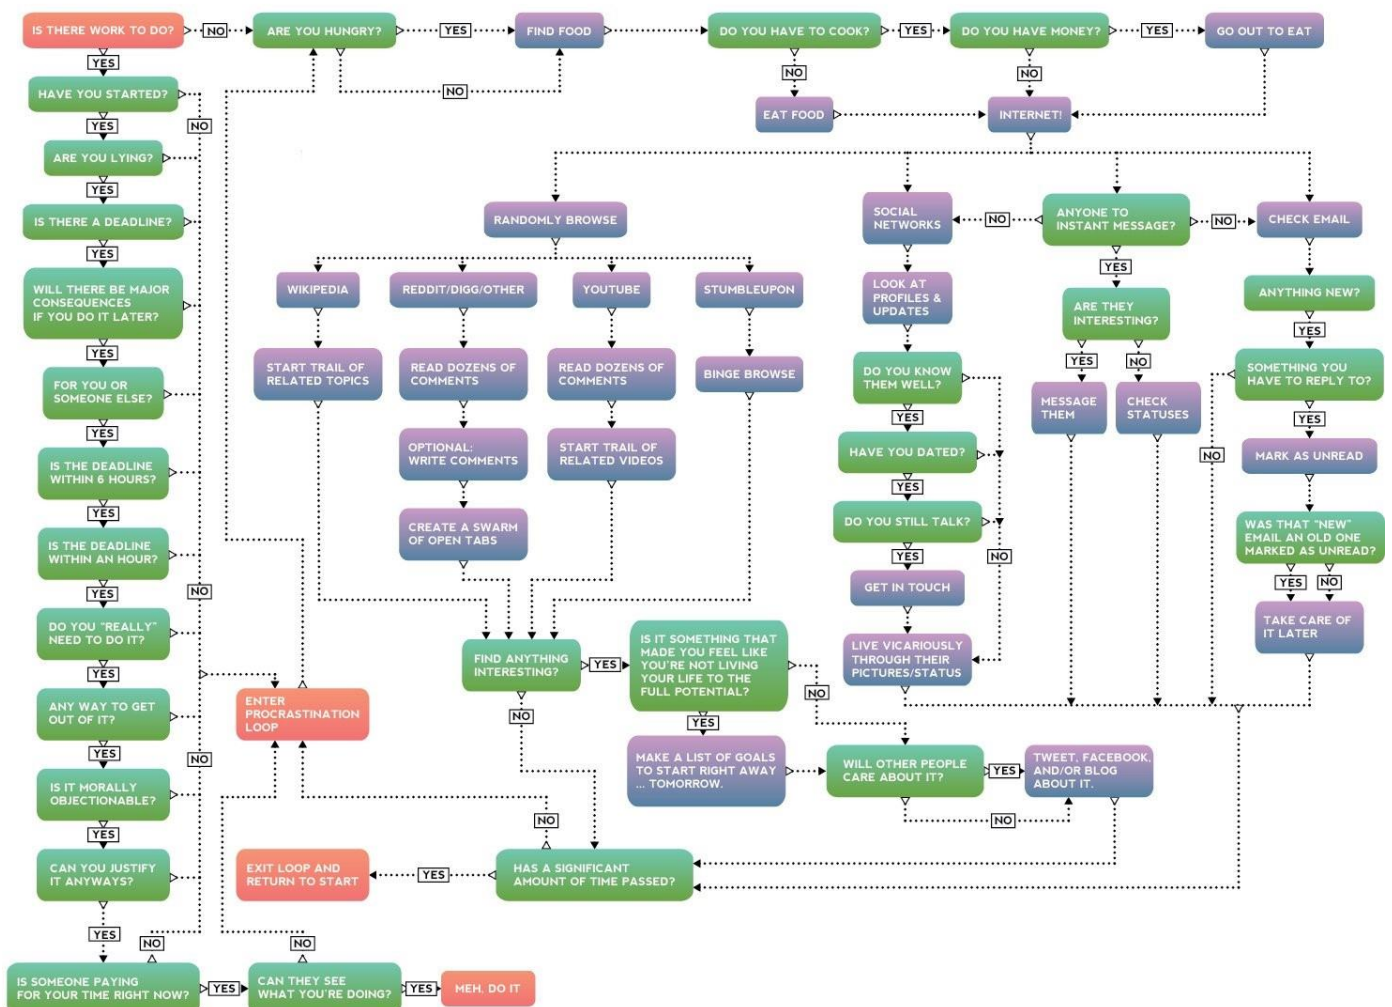 IS THERE WORK TO DO?
NO
ARE YOU HUNGRY?
YES
FIND FOOD
DO YOU HAVE TO COOK?
YES
DO YOU HAVE MONEY?
YES
GO OUT TO EAT
YES
NO
NO
NO
HAVE YOU STARTED?
NO
EAT FOOD
INTERNET!
YES
ARE YOU LYING?
YES
IS THERE A DEADLINE?
YES
WILL THERE BE MAJOR
CONSEQUENCES
IF YOU DO IT LATER?
YES
FOR YOU OR
SOMEONE ELSE?
YES
IS THE DEADLINE
WITHIN 6 HOURS?
YES
IS THE DEADLINE
WITHIN AN HOUR?
YES
NO
DO YOU "REALLY"
NEED TO DO IT?
YES
ANY WAY TO GET
OUT OF IT?
YES
NO
IS IT MORALLY
OBJECTIONABLE?
YES
CAN YOU JUSTIFY
IT ANYWAYS?
YES
NO
IS SOMEONE PAYING
FOR YOUR TIME RIGHT NOW?
YES
NO
CAN THEY SEE
WHAT YOU'RE DOING?
YES
MEH, DO IT
RANDOMLY BROWSE
WIKIPEDIA
REDDIT/DIGG/OTHER
YOUTUBE
STUMBLEUPON
START TRAIL OF
RELATED TOPICS
READ DOZENS OF
COMMENTS
READ DOZENS OF
COMMENTS
BINGE BROWSE
OPTIONAL:
WRITE COMMENTS
START TRAIL OF
RELATED VIDEOS
CREATE A SWARM
OF OPEN TABS
SOCIAL
NETWORKS
NO
ANYONE TO
INSTANT MESSAGE?
NO
CHECK EMAIL
YES
LOOK AT
PROFILES &
UPDATES
ARE THEY
INTERESTING?
ANYTHING NEW?
YES
YES
NO
DO YOU KNOW
THEM WELL?
MESSAGE
THEM
CHECK
STATUSES
SOMETHING YOU
HAVE TO REPLY TO?
YES
YES
HAVE YOU DATED?
NO
MARK AS UNREAD
YES
DO YOU STILL TALK?
WAS THAT "NEW"
EMAIL AN OLD ONE
MARKED AS UNREAD?
YES
NO
YES
NO
GET IN TOUCH
TAKE CARE OF
IT LATER
LIVE VICARIOUSLY
THROUGH THEIR
PICTURES/STATUS
FIND ANYTHING
INTERESTING?
YES
IS IT SOMETHING THAT
MADE YOU FEEL LIKE
YOU'RE NOT LIVING
YOUR LIFE TO THE
FULL POTENTIAL?
NO
NO
YES
ENTER
PROCRASTINATION
LOOP
MAKE A LIST OF GOALS
TO START RIGHT AWAY
... TOMORROW.
WILL OTHER PEOPLE
CARE ABOUT IT?
YES
TWEET, FACEBOOK,
AND/OR BLOG
ABOUT IT.
NO
NO
EXIT LOOP AND
RETURN TO START
YES
HAS A SIGNIFICANT
AMOUNT OF TIME PASSED?